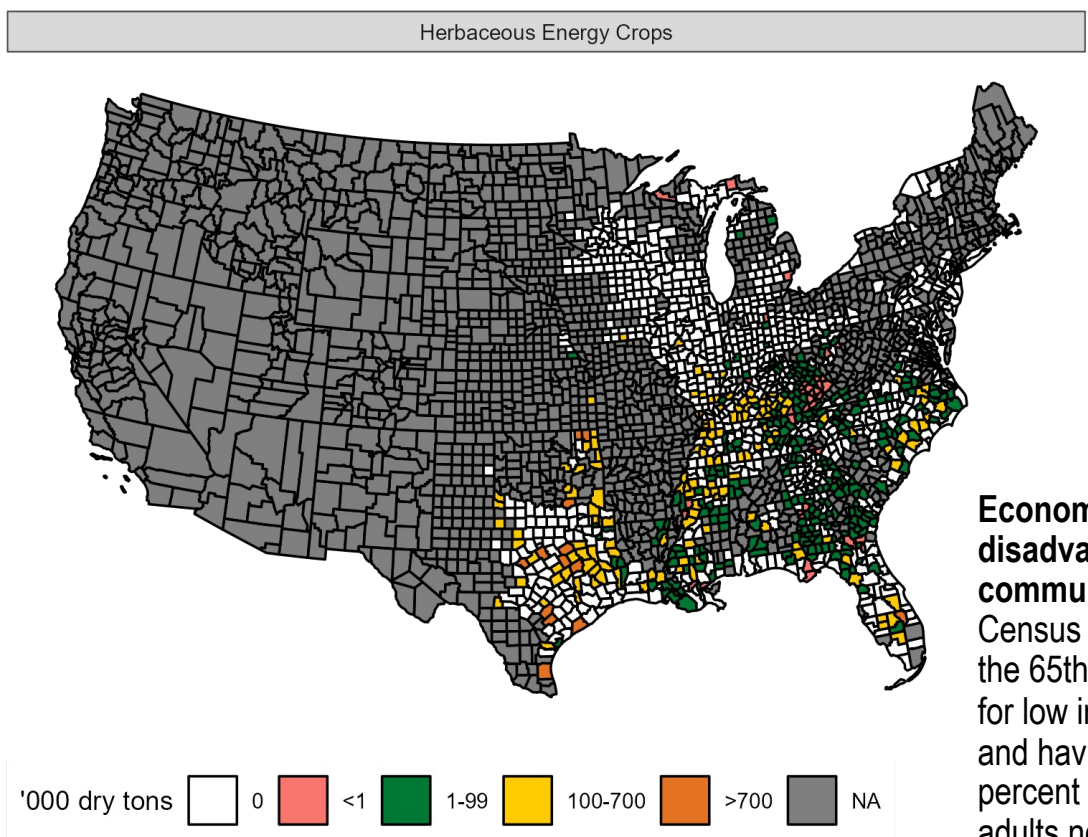 Herbaceous Energy Crops
Econom
disadva
commu
Census
the 65th
for low i
and hav
percent
adults n
'000 dry tons 0 <1 1-99 100-700 >700 NA